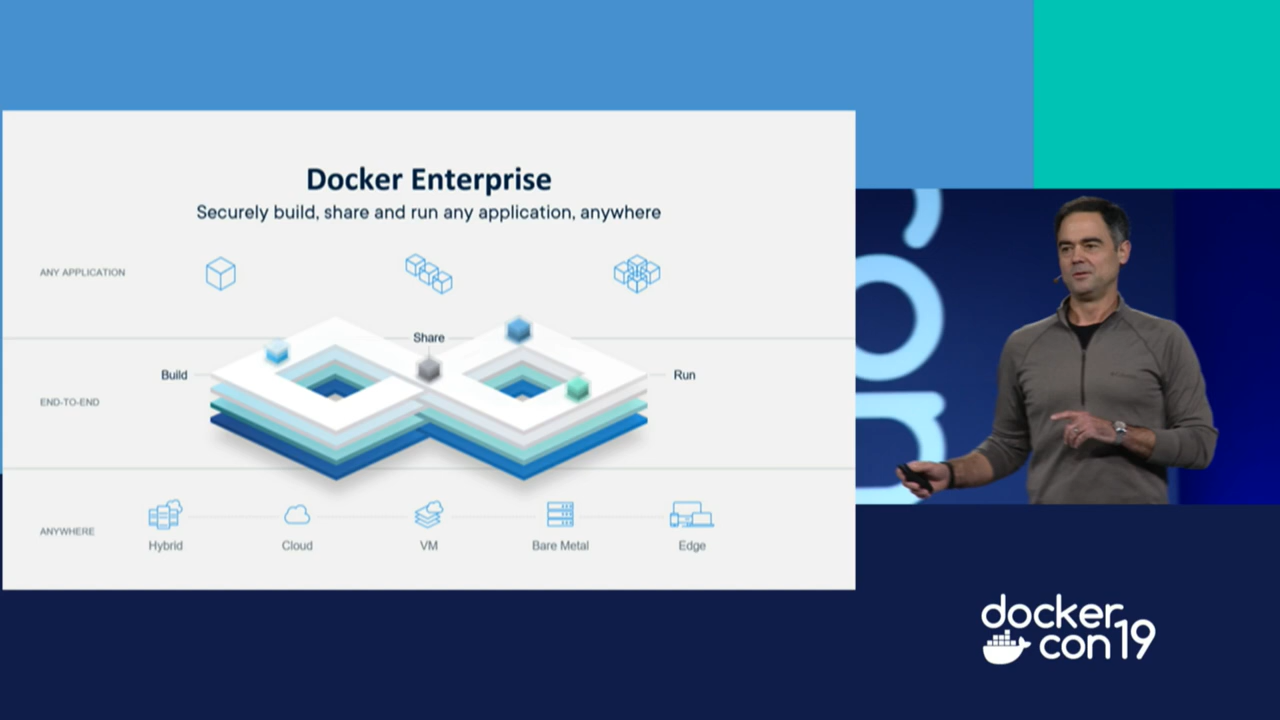 Docker Enterprise
Securely build, share and run any application, anywhere
ANY APPLICATION
Share
Build
Run
END-TO-END
ANYWHERE
Hybrid
Cloud
VM
Bare Metal
Edge
docker
con19